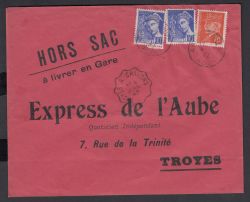 HORS SAC
à livrer en Gare
Express de l'Aube
Quotidien Indépendant
7, Rue de la Trinité
TROYES